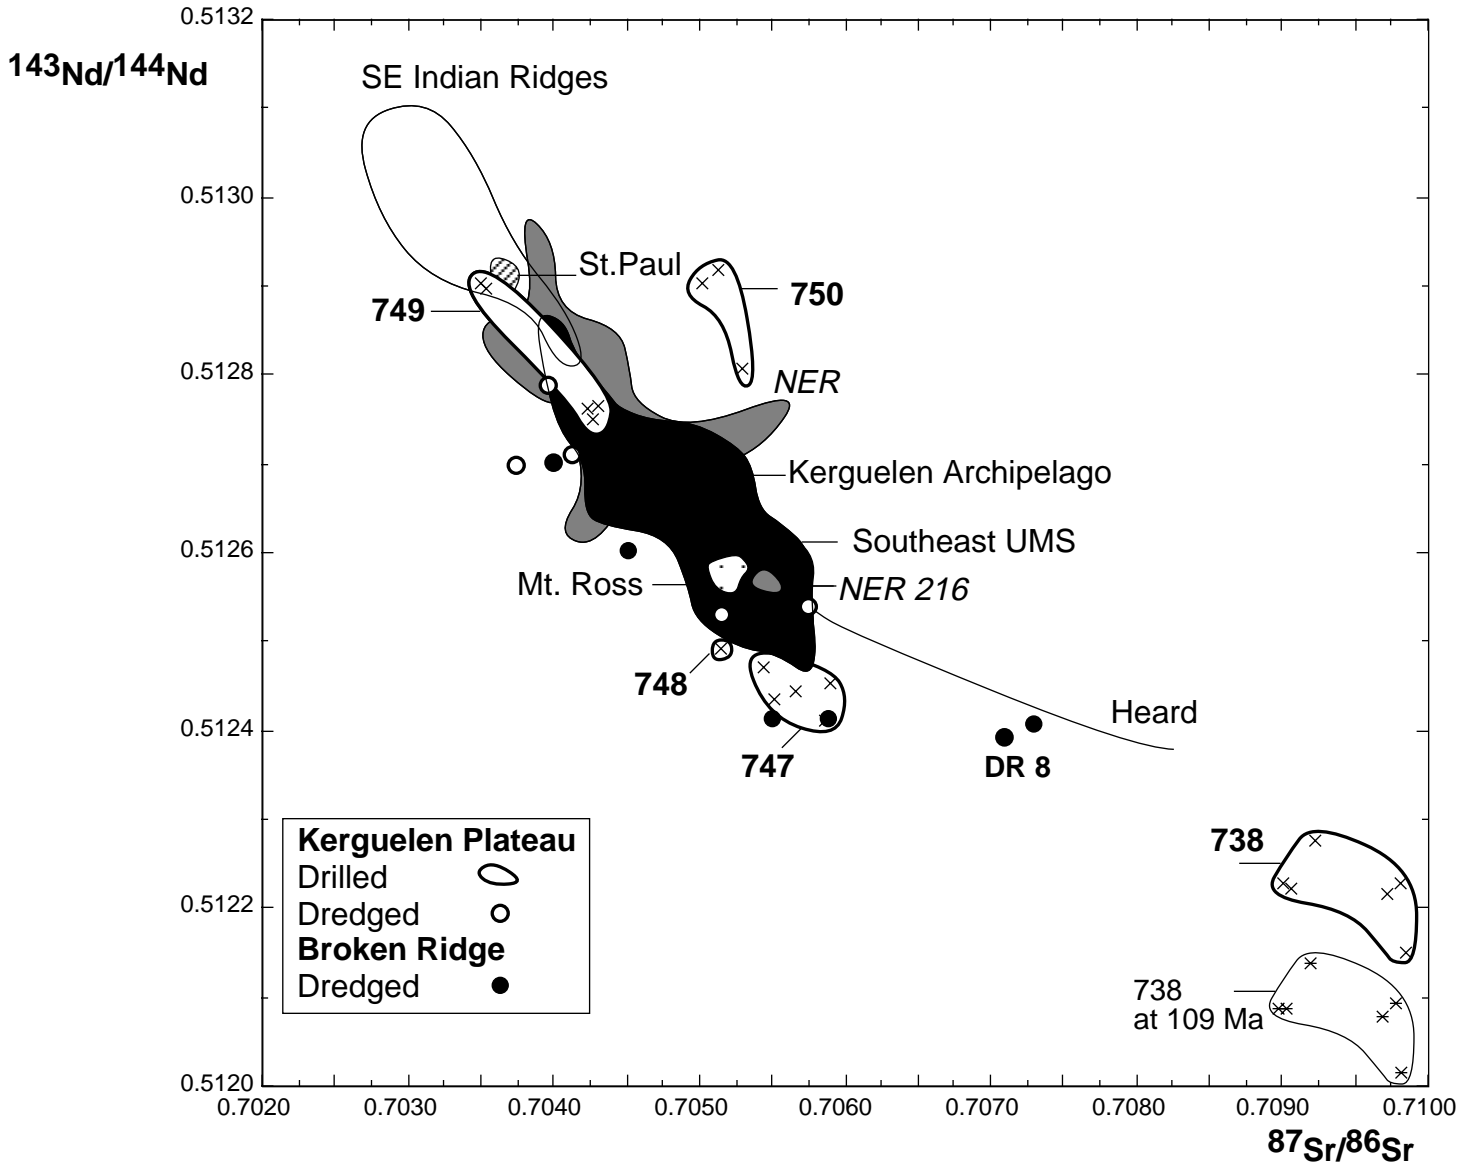 0.5132
143Nd/144Nd
SE Indian Ridges
0.5130
St.Paul
750
749
0.5128
NER
Kerguelen Archipelago
0.5126
Southeast UMS
Mt. Ross
NER 216
748
0.5124
Heard
747
DR 8
Kerguelen Plateau
Drilled
Dredged
Broken Ridge
Dredged
738
0.5122
738
at 109 Ma
0.5120
0.7020 0.7030 0.7040 0.7050 0.7060 0.7070 0.7080 0.7090 0.7100
87Sr/86Sr